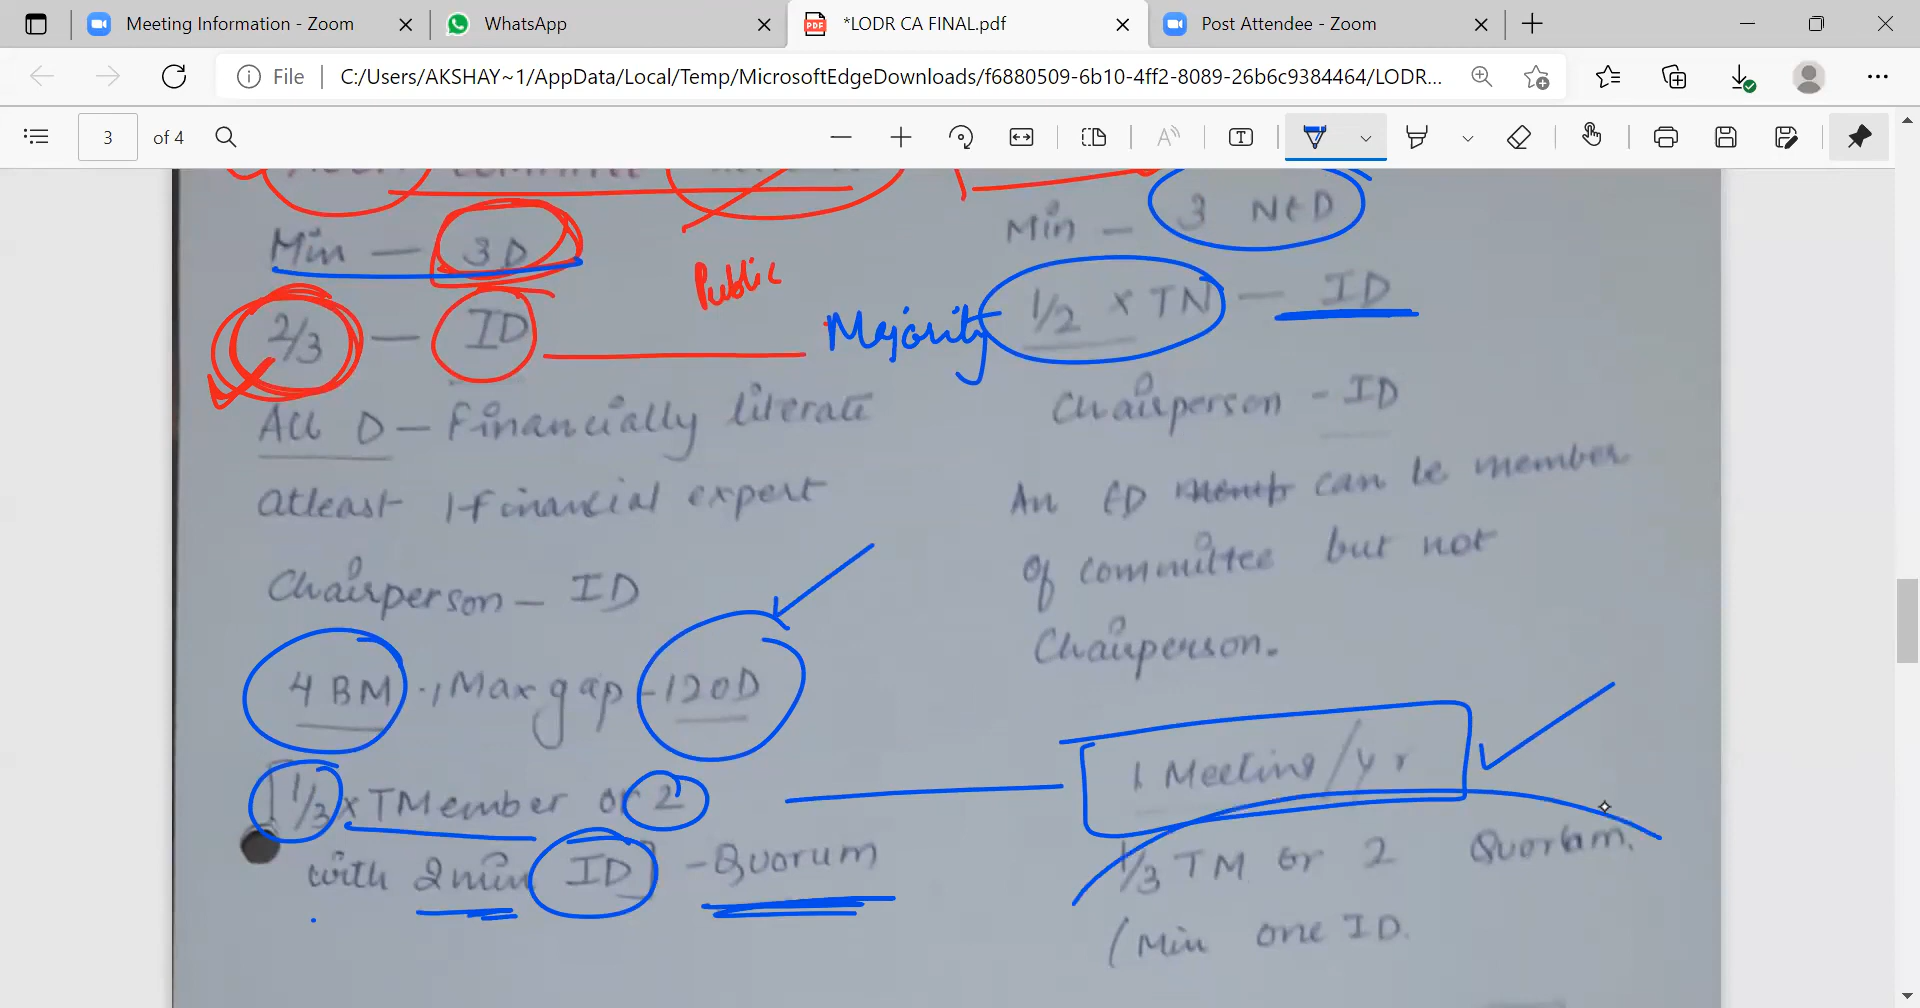 Meeting Information - Zoom
WhatsApp
*LODR CA FINAL.pdf
Post Attendee - Zoom
File
C:/Users/AKSHAY~1/AppData/Local/Temp/MicrosoftEdgeDownloads/f6880509-6b10-4ff2-8089-26b6c9384464/LODR...
3 of 4
Min — 3D
2/3 — ID
Public
Majority
All D — Financially literate
Atleast 1 Financial expert
Chairperson — ID
4 BM ., Max gap - 120D
[1/3 x TMember or 2
with 2 min ID] - Quorum
Min — 3 NED
1/2 x TN — ID
Chairperson - ID
An ED can be member
of committee but not
Chairperson.
1 Meeting/yr
1/3 TM or 2 Quorum.
(Min one ID.